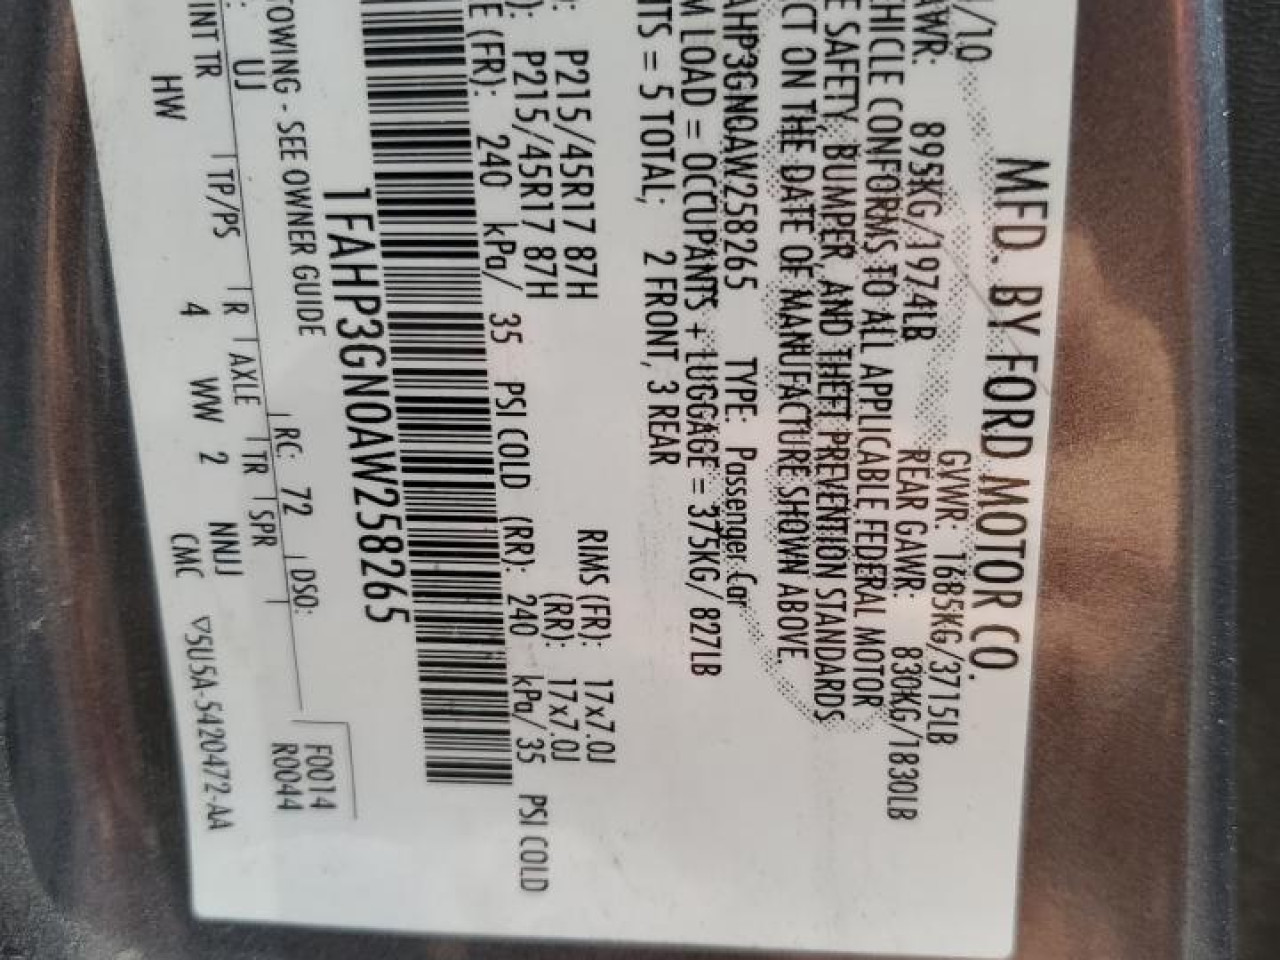 MFD. BY FORD MOTOR CO.
/10
GVWR: 1685KG/3715LB
AWR: 895KG/1974LB
REAR GAWR: 830KG/1830LB
EHICLE CONFORMS TO ALL APPLICABLE FEDERAL MOTOR
E SAFETY, BUMPER, AND THEFT PREVENTION STANDARDS
CT ON THE DATE OF MANUFACTURE SHOWN ABOVE.
AHP3GN0AW258265 TYPE: Passenger Car
M LOAD = OCCUPANTS + LUGGAGE = 375KG/ 827LB
NTS = 5 TOTAL; 2 FRONT, 3 REAR
: P215/45R17 87H RIMS (FR): 17x7.0J
): P215/45R17 87H (RR): 17x7.0J
E (FR): 240 kPa/ 35 PSI COLD (RR): 240 kPa/ 35 PSI COLD
1FAHP3GN0AW258265
TOWING - SEE OWNER GUIDE
RC: 72 DSO:
F0014
R0044
: UJ
INT TR TP/PS R AXLE TR SPR
HW 4 WW 2 NNJJ
CMC ▽5U5A-5420472-AA